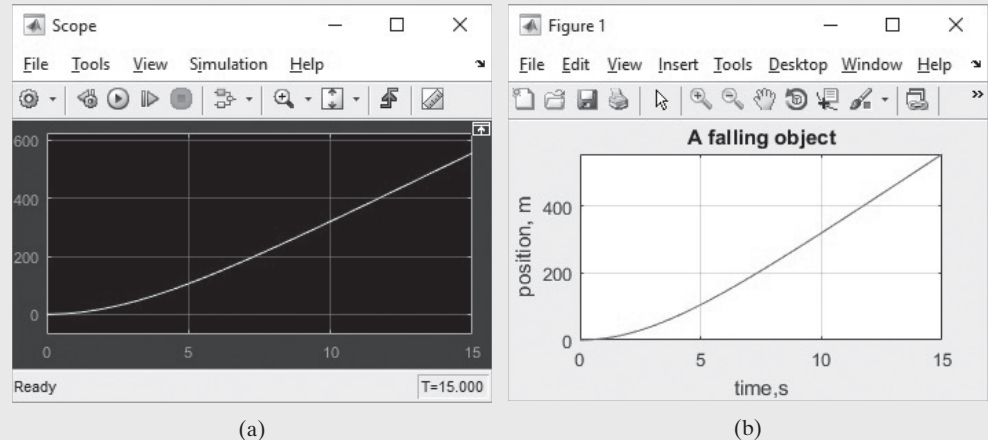 Scope
File Tools View Simulation Help
600
400
200
0
0 5 10 15
Ready T=15.000
(a)
Figure 1
File Edit View Insert Tools Desktop Window Help
A falling object
position, m
400
200
0
0 5 10 15
time,s
(b)